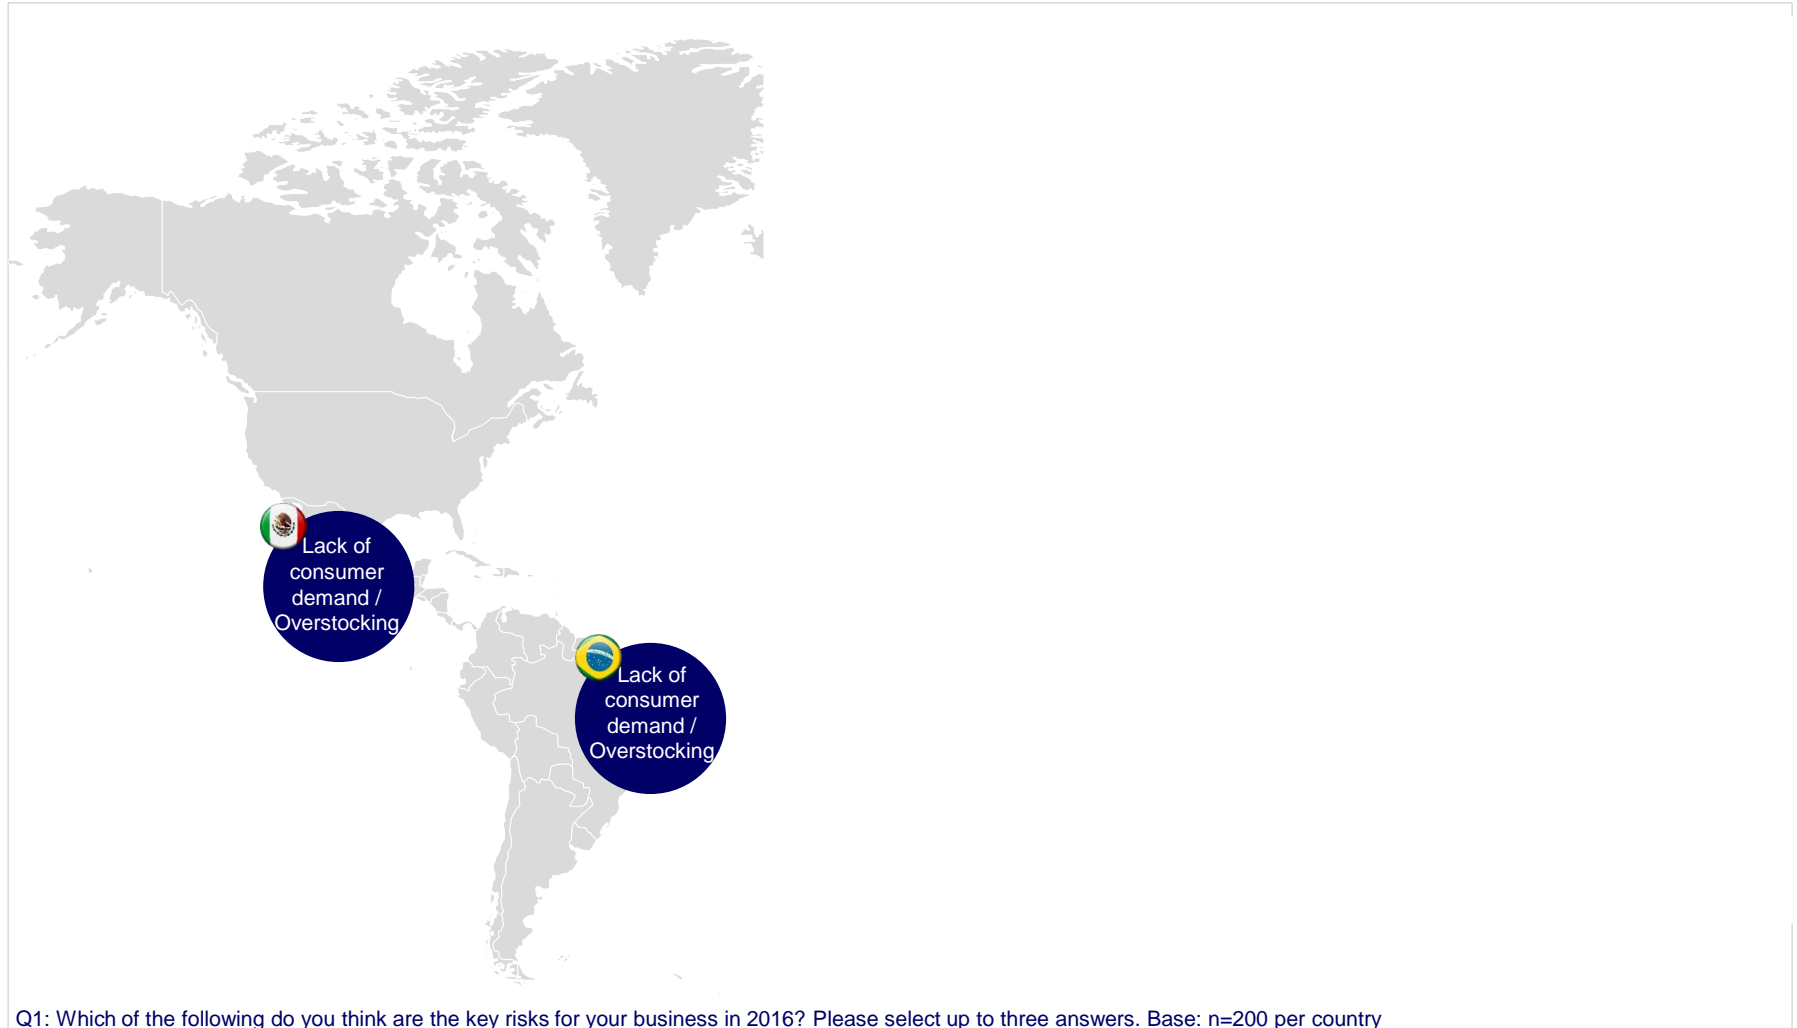 Lack of
consumer
demand /
Overstocking
Lack of
consumer
demand /
Overstocking
Q1: Which of the following do you think are the key risks for your business in 2016? Please select up to three answers. Base: n=200 per country